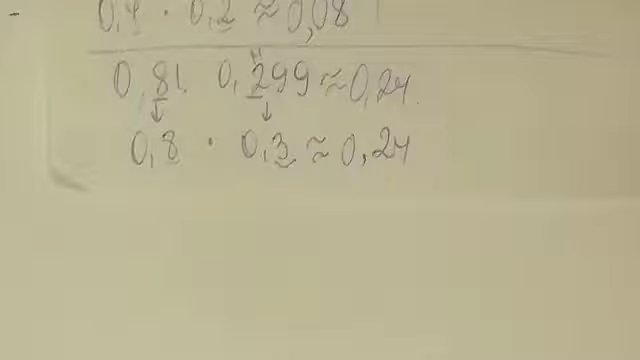 0,4 · 0,2 ≈ 0,08
0,81 · 0,299 ≈ 0,24
0,8 · 0,3 ≈ 0,24